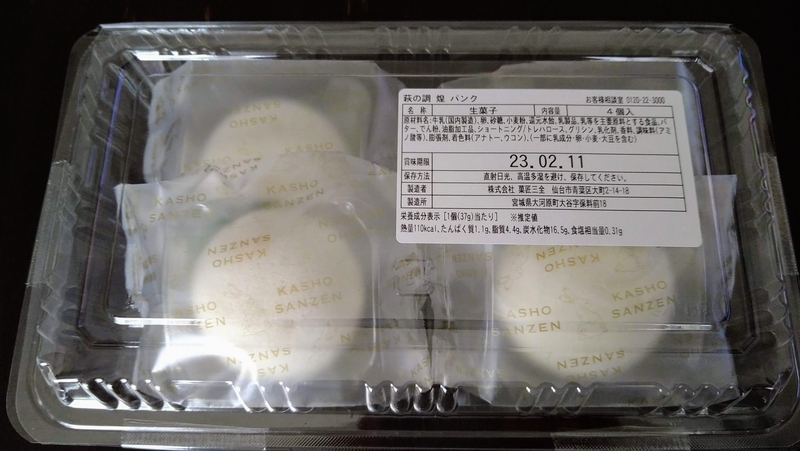 萩の調 煌 パンク お客様相談室 0120-22-3000
名称 生菓子 内容量 4個入
原材料名:牛乳(国内製造)、卵、砂糖、小麦粉、還元水飴、乳製品、乳等を主要原料とする食品、バ
ター、でん粉、油脂加工品、ショートニング/トレハロース、グリシン、乳化剤、香料、調味料(アミ
ノ酸等)、膨張剤、着色料(アナトー、ウコン)、(一部に乳成分・卵・小麦・大豆を含む)
賞味期限 23.02.11
保存方法 直射日光、高温多湿を避け、保存してください。
製造者 株式会社 菓匠三全 仙台市青葉区大町2-14-18
製造所 宮城県大河原町大谷字保料前18
栄養成分表示 [1個(37g)当たり] ※推定値
熱量110kcal、たんぱく質1.1g、脂質4.4g、炭水化物16.5g、食塩相当量0.31g
KASHO
SANZEN
KASHO
SANZEN
KASHO
SANZEN
KASHO
SANZEN
KASHO
SANZEN